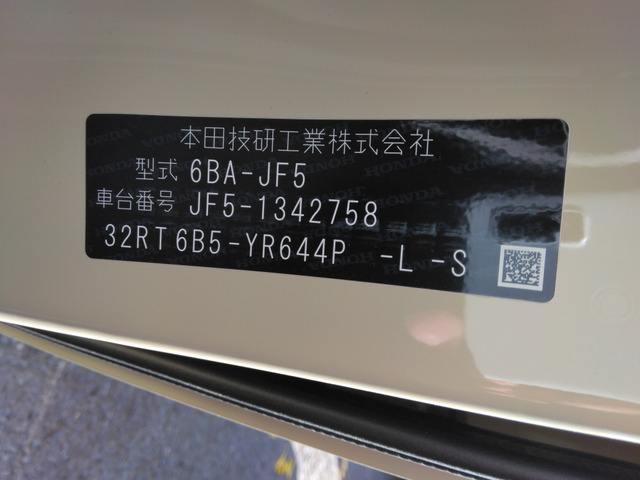 本田技研工業株式会社
型式 6BA-JF5
車台番号 JF5-1342758
32RT6B5-YR644P -L -S